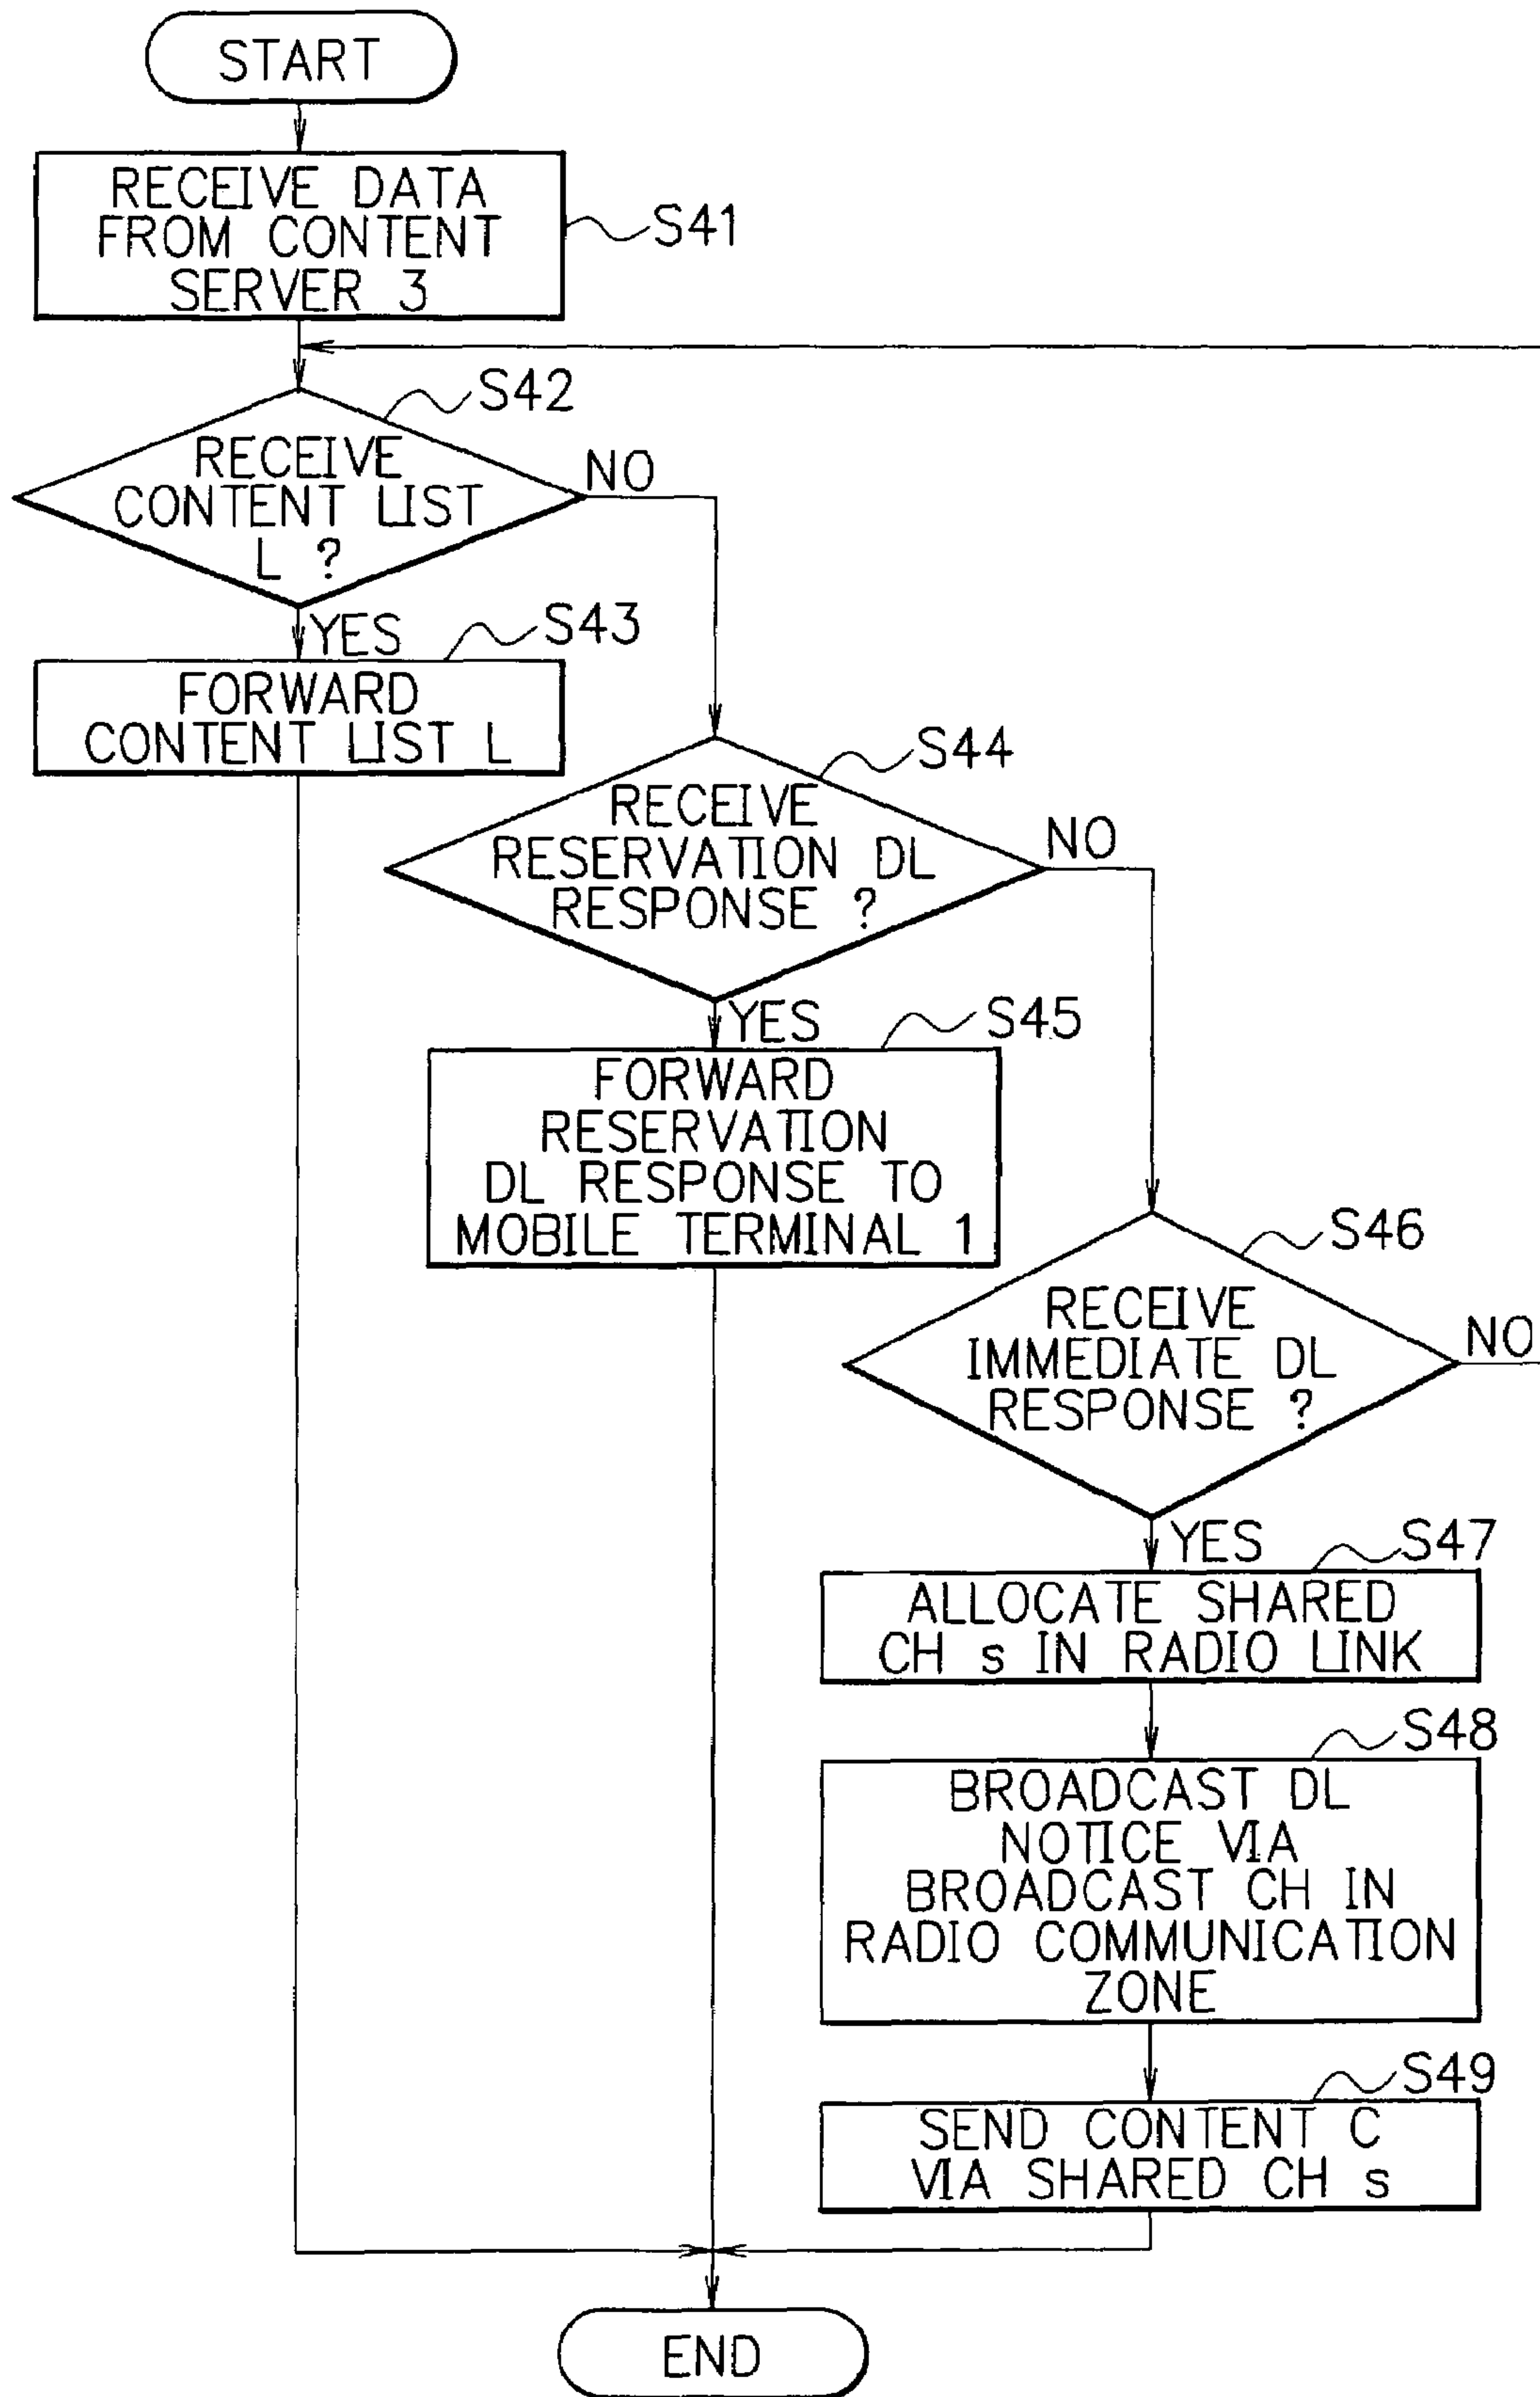 START
RECEIVE DATA
FROM CONTENT
SERVER 3
S41
S42
RECEIVE
CONTENT LIST
L ?
NO
YES
S43
FORWARD
CONTENT LIST L
S44
RECEIVE
RESERVATION DL
RESPONSE ?
NO
YES
S45
FORWARD
RESERVATION
DL RESPONSE TO
MOBILE TERMINAL 1
S46
RECEIVE
IMMEDIATE DL
RESPONSE ?
NO
YES
S47
ALLOCATE SHARED
CH s IN RADIO LINK
S48
BROADCAST DL
NOTICE VIA
BROADCAST CH IN
RADIO COMMUNICATION
ZONE
S49
SEND CONTENT C
VIA SHARED CH s
END